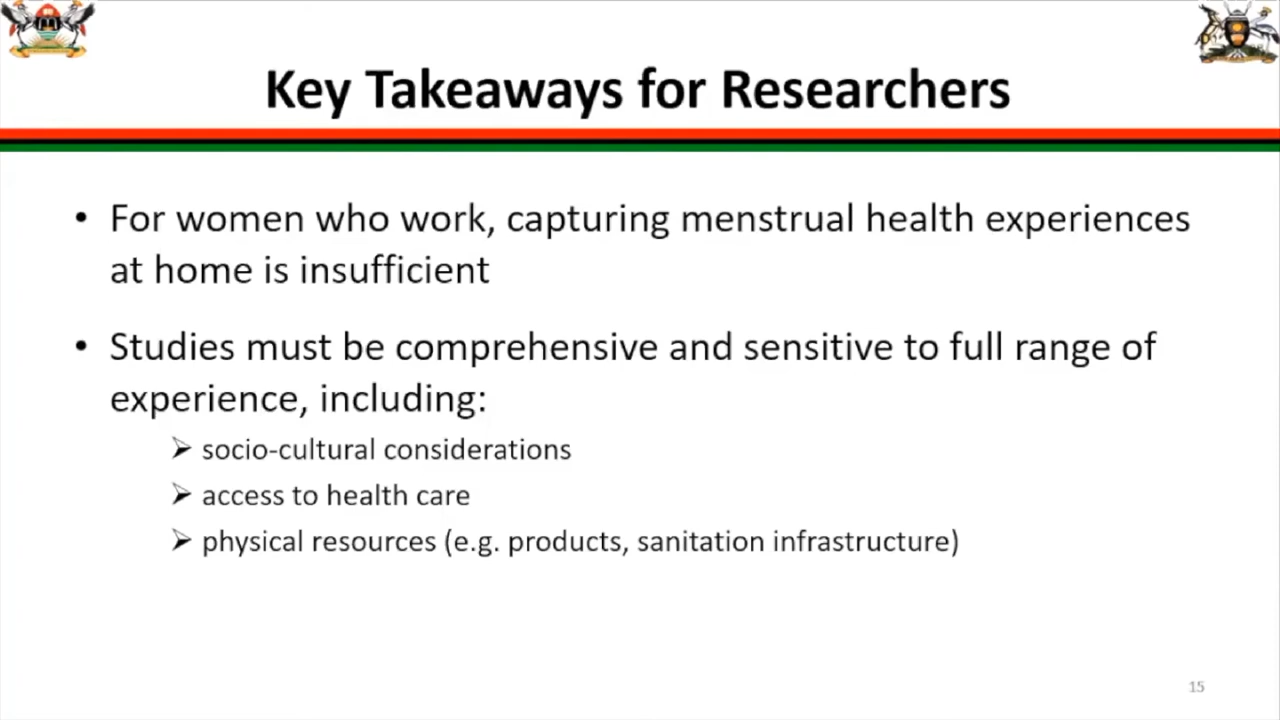 Key Takeaways for Researchers
• For women who work, capturing menstrual health experiences
at home is insufficient
• Studies must be comprehensive and sensitive to full range of
experience, including:
➢ socio-cultural considerations
➢ access to health care
➢ physical resources (e.g. products, sanitation infrastructure)
15